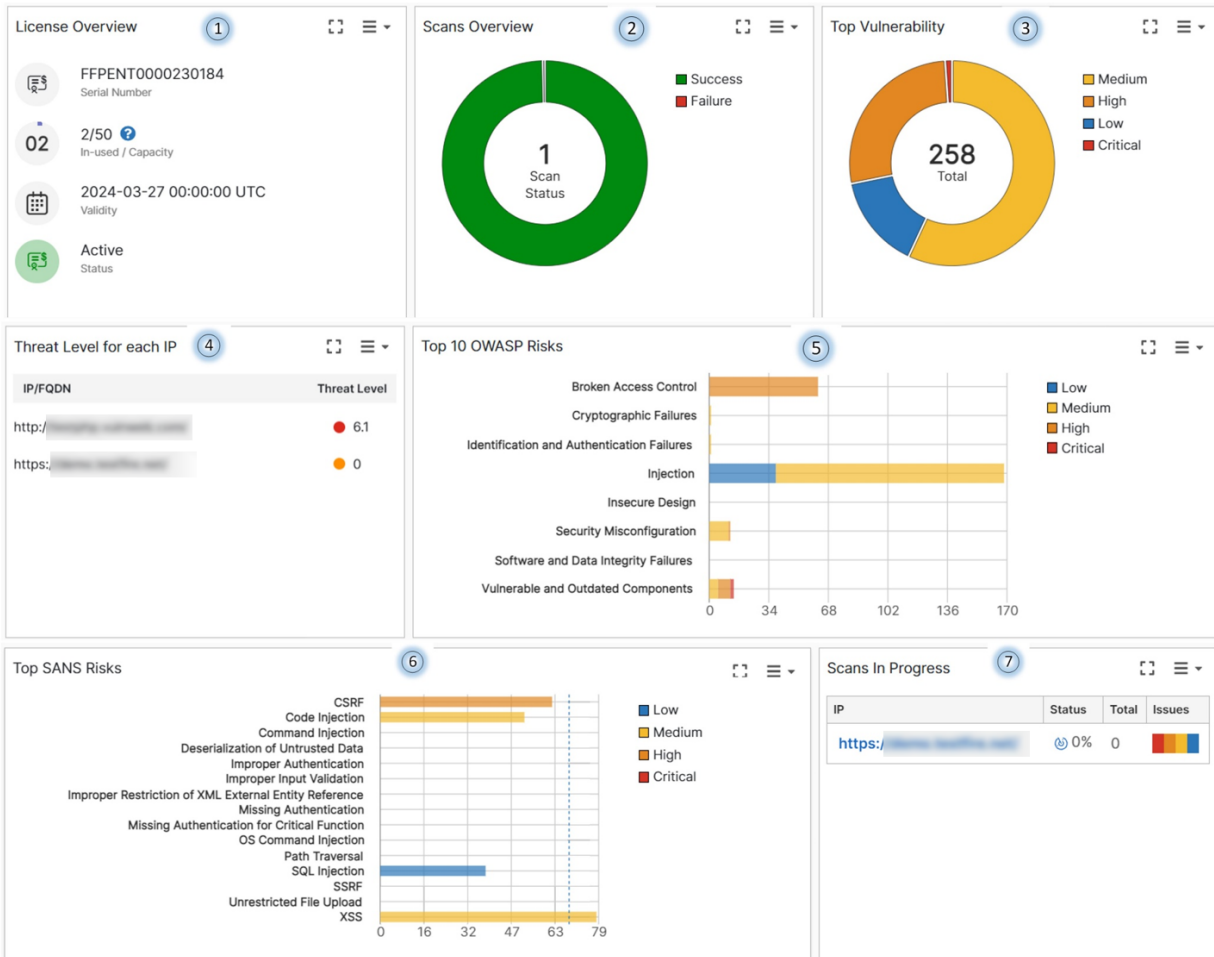 License Overview
1
FFPENT0000230184
Serial Number
02
2/50 ?
In-used / Capacity
2024-03-27 00:00:00 UTC
Validity
Active
Status
Scans Overview
2
1
Scan
Status
Success
Failure
Top Vulnerability
3
258
Total
Medium
High
Low
Critical
Threat Level for each IP
4
IP/FQDN Threat Level
http:/ 6.1
https: 0
Top 10 OWASP Risks
5
Broken Access Control
Cryptographic Failures
Identification and Authentication Failures
Injection
Insecure Design
Security Misconfiguration
Software and Data Integrity Failures
Vulnerable and Outdated Components
0 34 68 102 136 170
Low
Medium
High
Critical
Top SANS Risks
6
CSRF
Code Injection
Command Injection
Deserialization of Untrusted Data
Improper Authentication
Improper Input Validation
Improper Restriction of XML External Entity Reference
Missing Authentication
Missing Authentication for Critical Function
OS Command Injection
Path Traversal
SQL Injection
SSRF
Unrestricted File Upload
XSS
0 16 32 47 63 79
Low
Medium
High
Critical
Scans In Progress
7
IP Status Total Issues
https:/ 0% 0